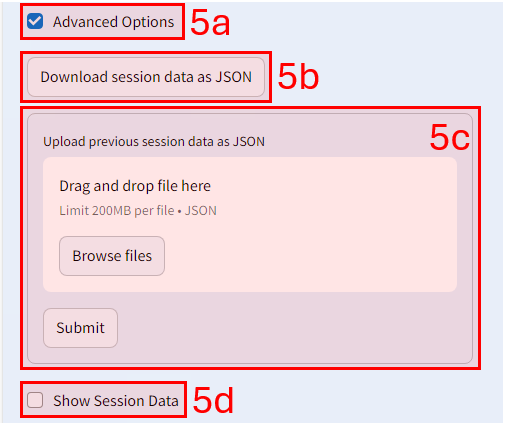 Advanced Options 5a
Download session data as JSON 5b
5c
Upload previous session data as JSON
Drag and drop file here
Limit 200MB per file • JSON
Browse files
Submit
Show Session Data 5d